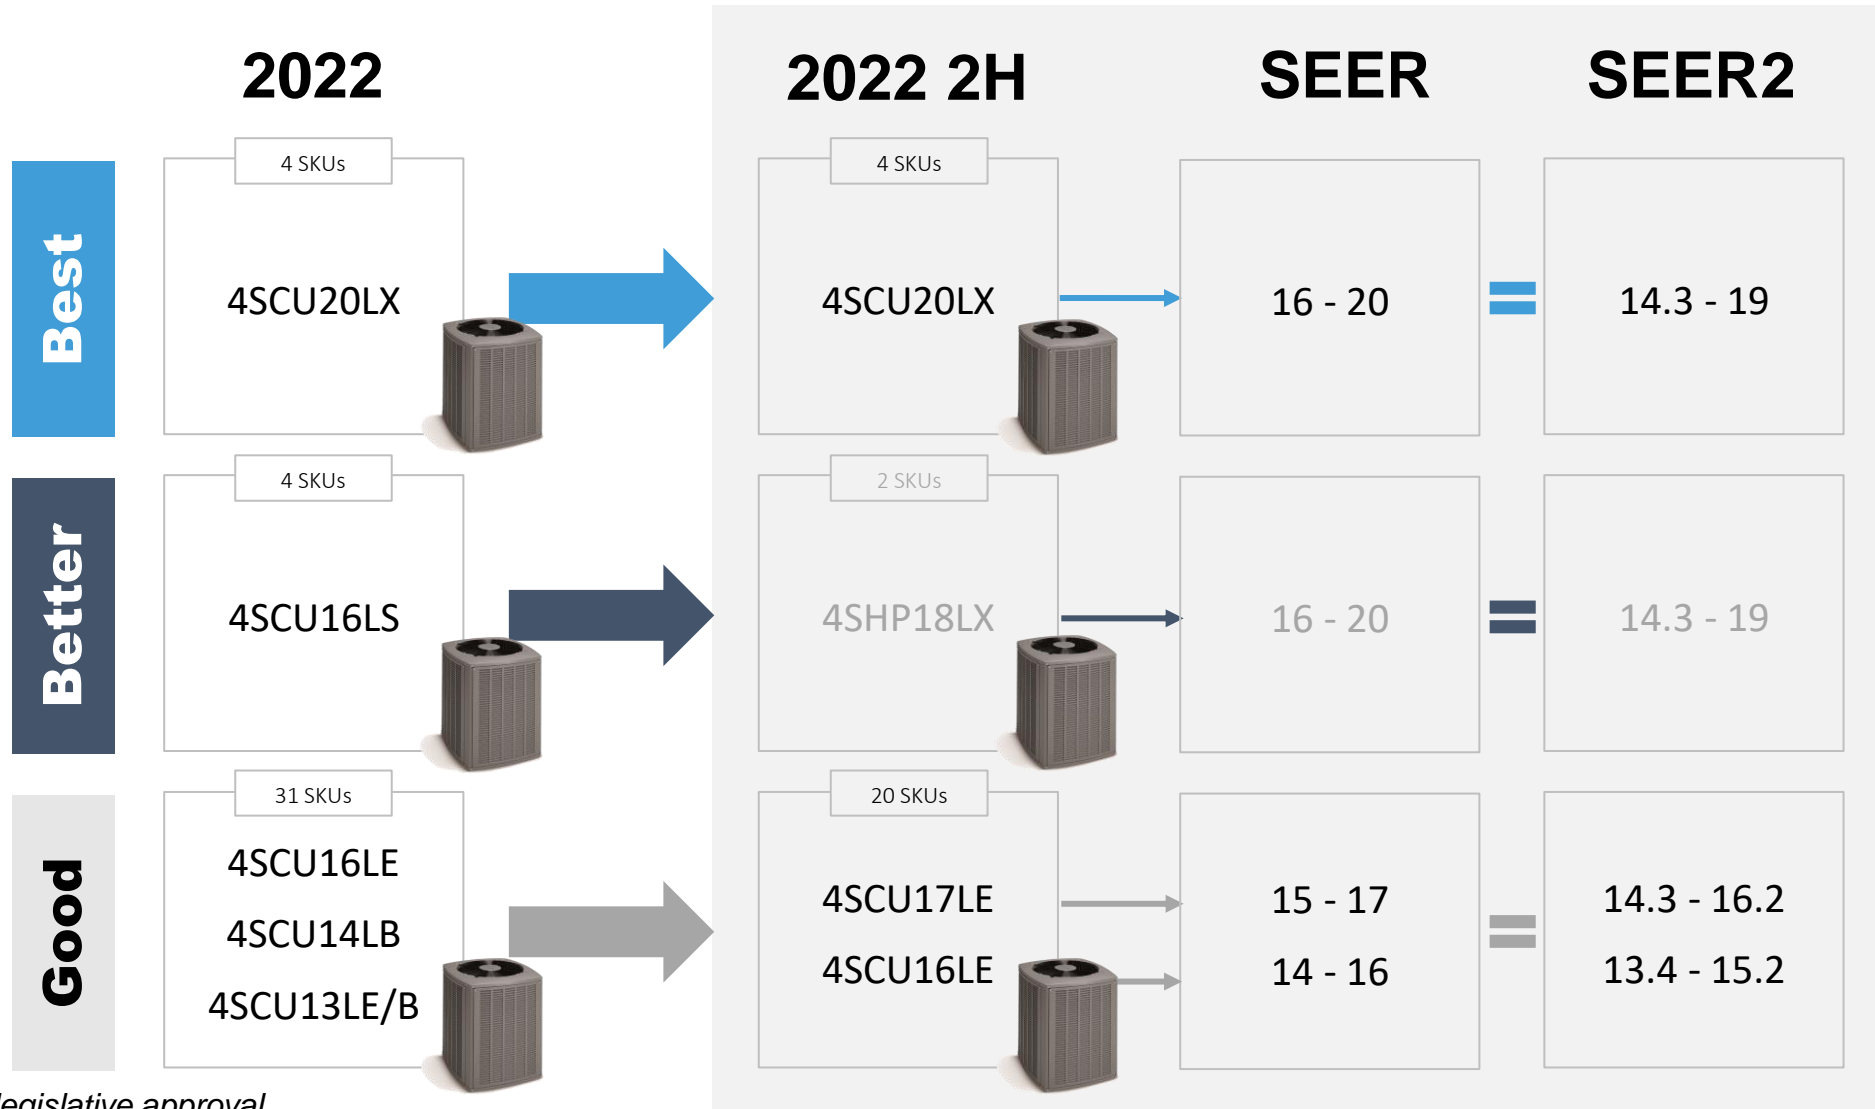 2022
2022 2H
SEER
SEER2
Best
4 SKUs
4SCU20LX
4 SKUs
4SCU20LX
16 - 20
=
14.3 - 19
Better
4 SKUs
4SCU16LS
2 SKUs
4SHP18LX
16 - 20
=
14.3 - 19
Good
31 SKUs
4SCU16LE
4SCU14LB
4SCU13LE/B
20 SKUs
4SCU17LE
4SCU16LE
15 - 17
14 - 16
=
14.3 - 16.2
13.4 - 15.2
legislative approval